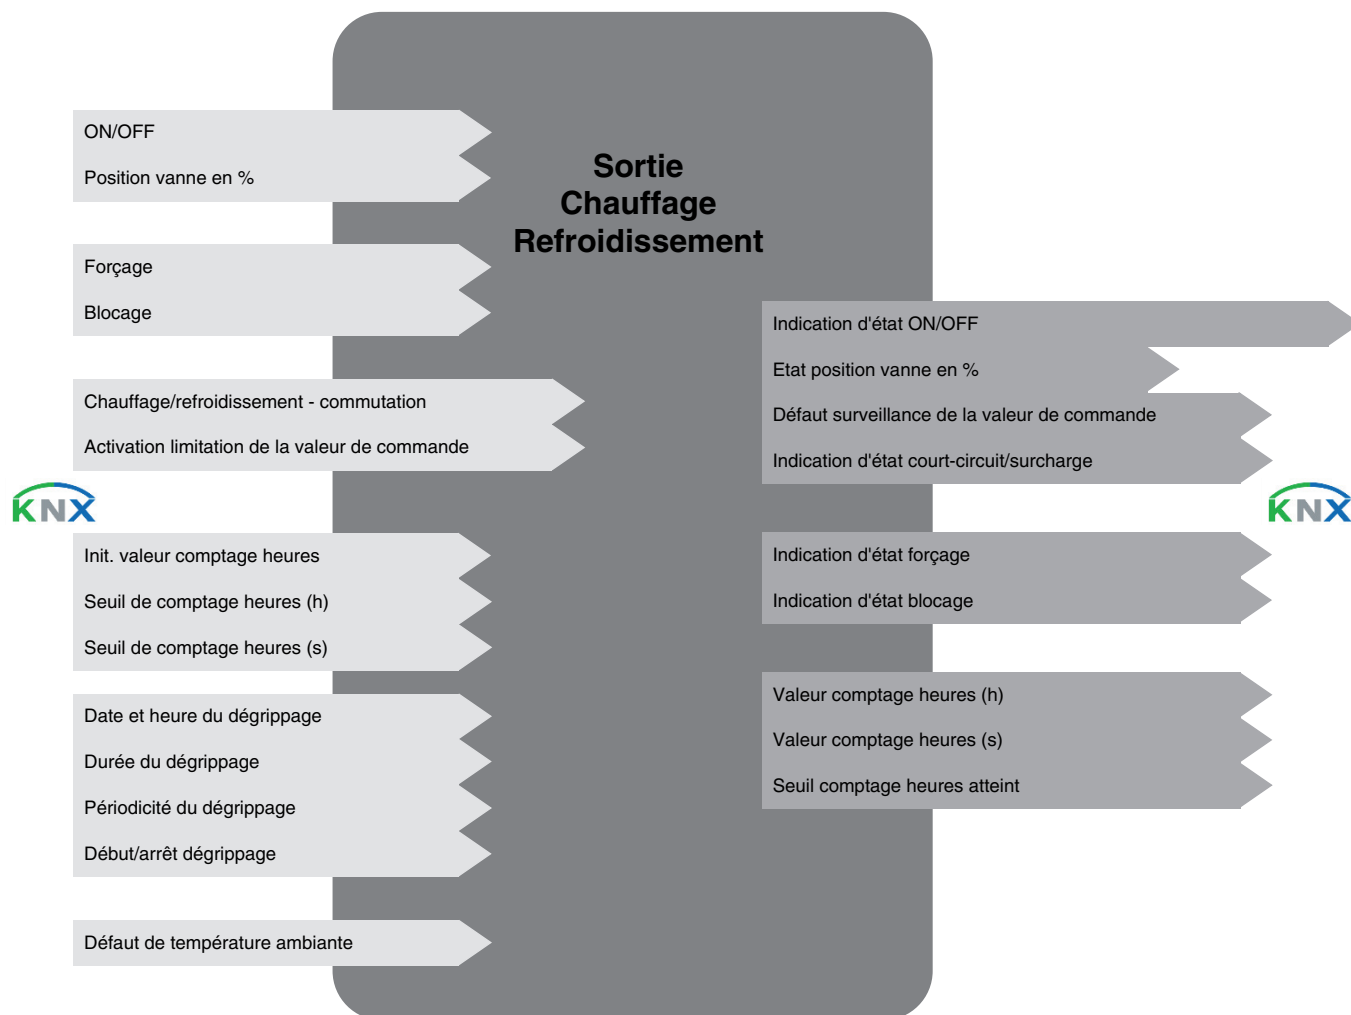 Sortie
Chauffage
Refroidissement
ON/OFF
Position vanne en %
Forçage
Blocage
Chauffage/refroidissement - commutation
Activation limitation de la valeur de commande
KNX
Init. valeur comptage heures
Seuil de comptage heures (h)
Seuil de comptage heures (s)
Date et heure du dégrippage
Durée du dégrippage
Périodicité du dégrippage
Début/arrêt dégrippage
Défaut de température ambiante
Indication d'état ON/OFF
Etat position vanne en %
Défaut surveillance de la valeur de commande
Indication d'état court-circuit/surcharge
KNX
Indication d'état forçage
Indication d'état blocage
Valeur comptage heures (h)
Valeur comptage heures (s)
Seuil comptage heures atteint